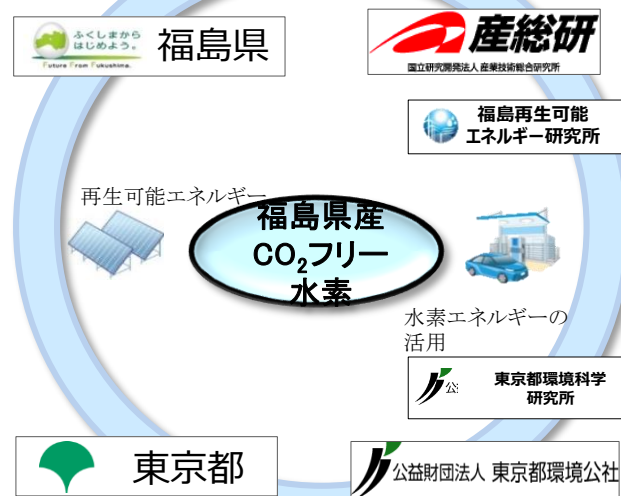 ふくしまから
はじめよう。
Future From Fukushima.
福島県
産総研
国立研究開発法人 産業技術総合研究所
福島再生可能
エネルギー研究所
再生可能エネルギー
福島県産
CO₂フリー
水素
水素エネルギーの
活用
公
東京都環境科学
研究所
東京都
公益財団法人 東京都環境公社